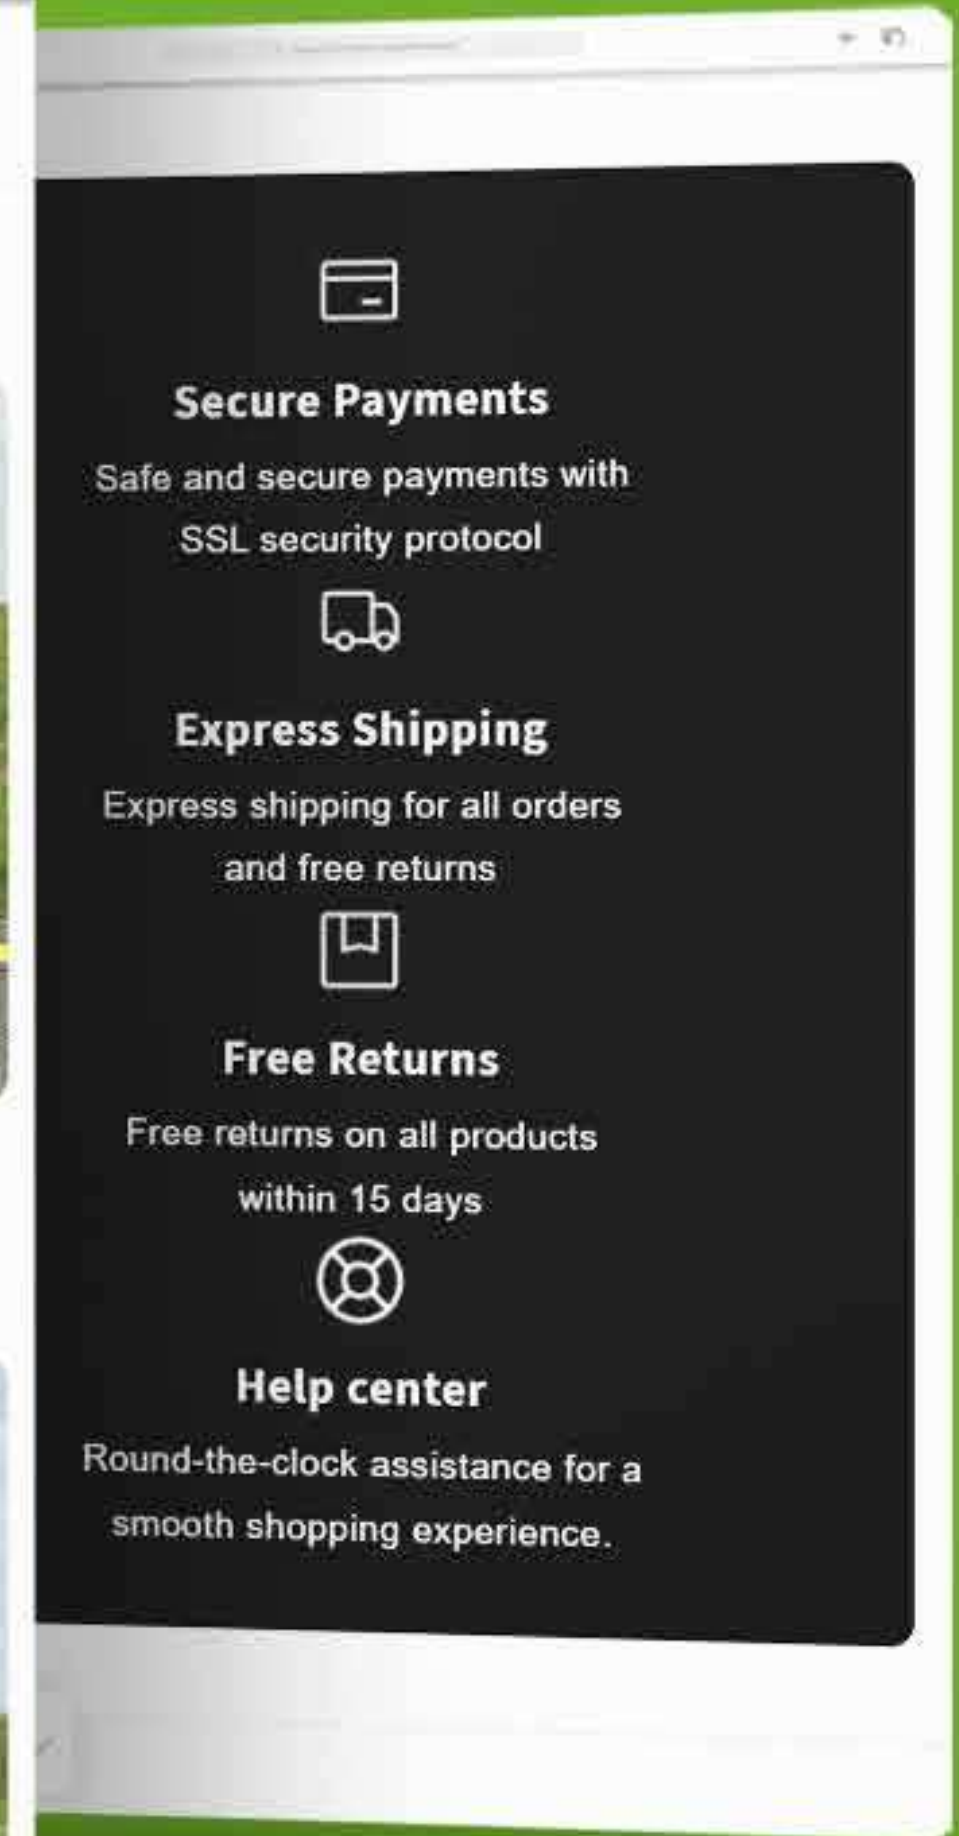 Secure Payments
Safe and secure payments with
SSL security protocol
Express Shipping
Express shipping for all orders
and free returns
Free Returns
Free returns on all products
within 15 days
Help center
Round-the-clock assistance for a
smooth shopping experience.